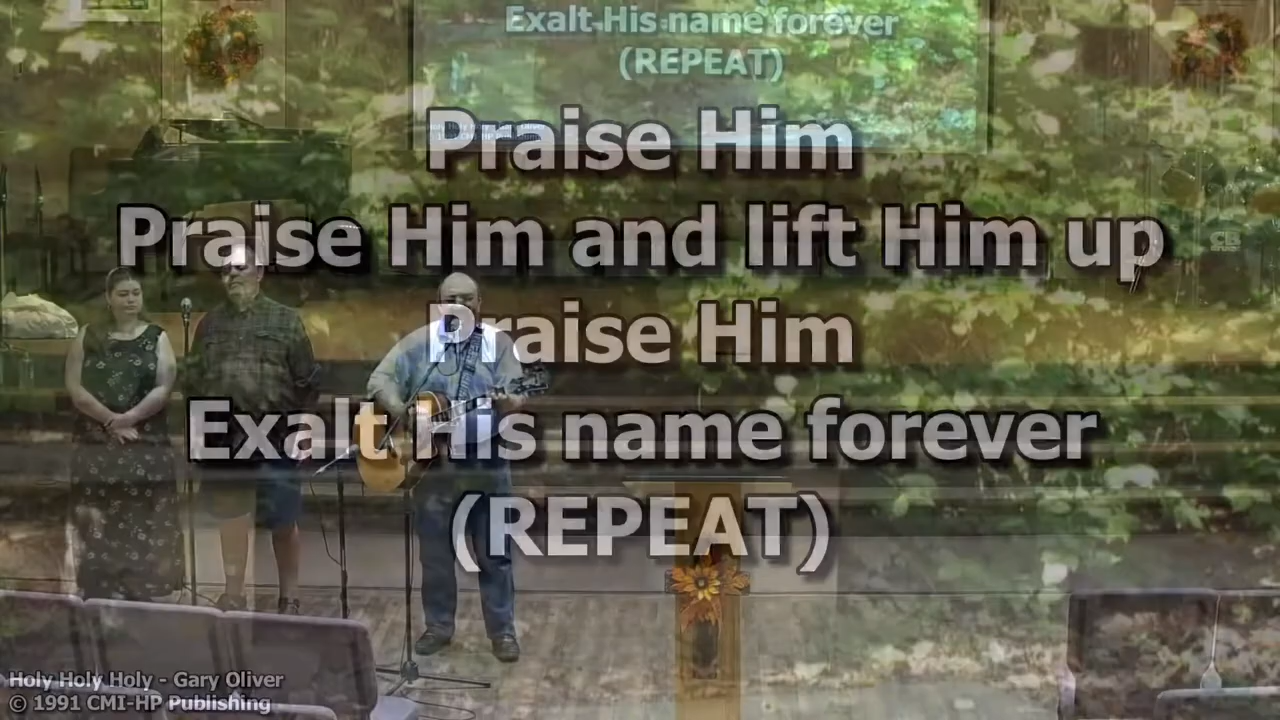 Exalt His name forever
(REPEAT)
Praise Him
Praise Him and lift Him up
Praise Him
Exalt His name forever
(REPEAT)
Holy Holy Holy - Gary Oliver
© 1991 CMI-HP Publishing